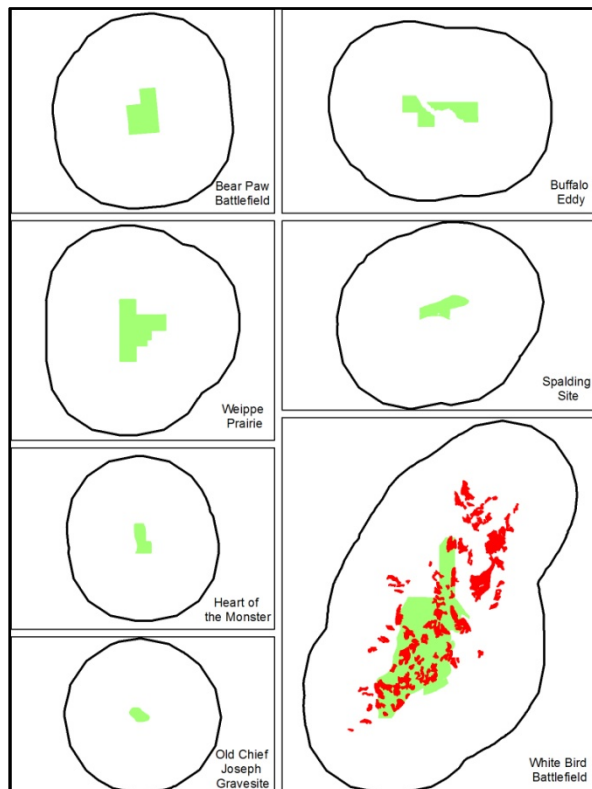 Bear Paw
Battlefield
Buffalo
Eddy
Weippe
Prairie
Spalding
Site
Heart of
the Monster
Old Chief
Joseph
Gravesite
White Bird
Battlefield